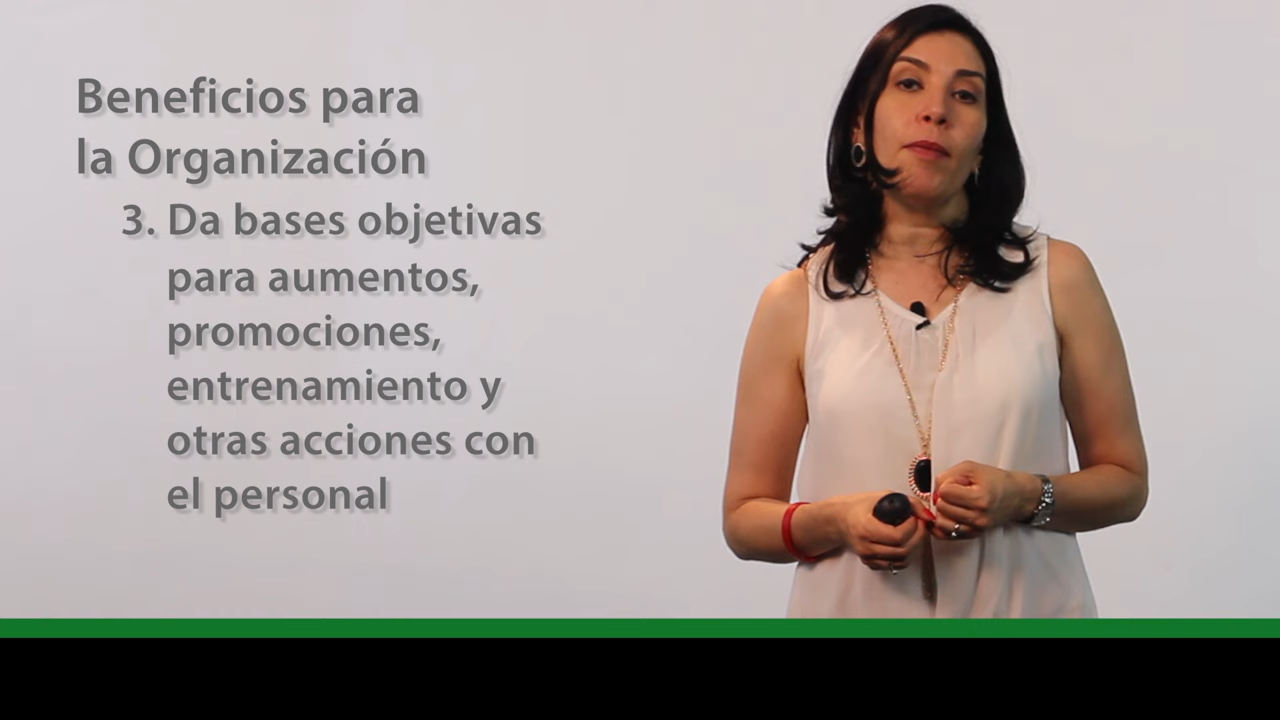 Beneficios para
la Organización
3. Da bases objetivas
para aumentos,
promociones,
entrenamiento y
otras acciones con
el personal